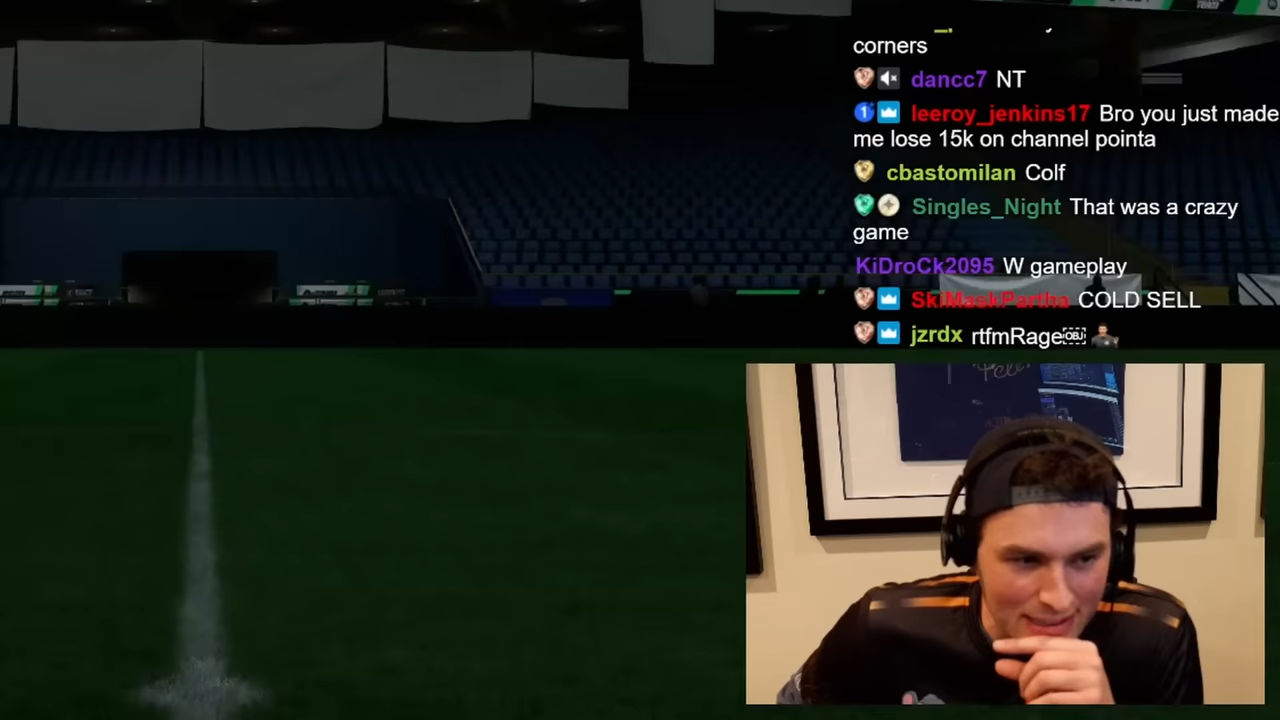 corners
dancc7 NT
leeroy_jenkins17 Bro you just made
me lose 15k on channel pointa
cbastomilan Colf
Singles_Night That was a crazy
game
KiDroCk2095 W gameplay
SkiMaskPartha COLD SELL
jzrdx rtfmRage OBJ